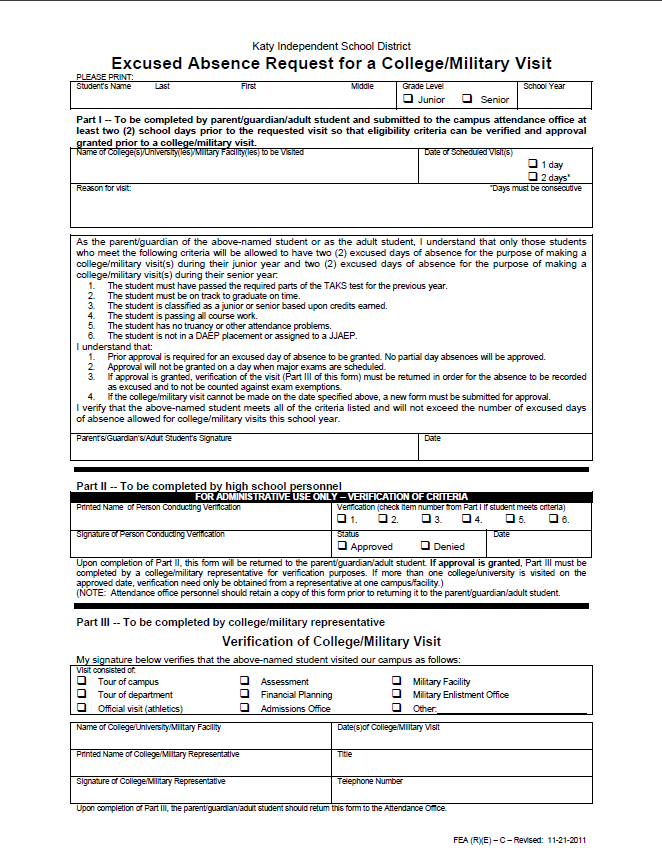 Katy Independent School District
Excused Absence Request for a College/Military Visit
PLEASE PRINT:
Student's Name Last First Middle Grade Level School Year
❑ Junior ❑ Senior
Part I -- To be completed by parent/guardian/adult student and submitted to the campus attendance office at
least two (2) school days prior to the requested visit so that eligibility criteria can be verified and approval
granted prior to a college/military visit.
Name of College(s)/University(ies)/Military Facility(ies) to be Visited Date of Scheduled Visit(s)
❑ 1 day
❑ 2 days*
Reason for visit: *Days must be consecutive
As the parent/guardian of the above-named student or as the adult student, I understand that only those students
who meet the following criteria will be allowed to have two (2) excused days of absence for the purpose of making a
college/military visit(s) during their junior year and two (2) excused days of absence for the purpose of making a
college/military visit(s) during their senior year:
1. The student must have passed the required parts of the TAKS test for the previous year.
2. The student must be on track to graduate on time.
3. The student is classified as a junior or senior based upon credits earned.
4. The student is passing all course work.
5. The student has no truancy or other attendance problems.
6. The student is not in a DAEP placement or assigned to a JJAEP.
I understand that:
1. Prior approval is required for an excused day of absence to be granted. No partial day absences will be approved.
2. Approval will not be granted on a day when major exams are scheduled.
3. If approval is granted, verification of the visit (Part III of this form) must be returned in order for the absence to be recorded
as excused and to not be counted against exam exemptions.
4. If the college/military visit cannot be made on the date specified above, a new form must be submitted for approval.
I verify that the above-named student meets all of the criteria listed and will not exceed the number of excused days
of absence allowed for college/military visits this school year.
Parent's/Guardian's/Adult Student's Signature Date
Part II -- To be completed by high school personnel
FOR ADMINISTRATIVE USE ONLY – VERIFICATION OF CRITERIA
Printed Name of Person Conducting Verification Verification (check item number from Part I if student meets criteria)
❑ 1. ❑ 2. ❑ 3. ❑ 4. ❑ 5. ❑ 6.
Signature of Person Conducting Verification Status Date
❑ Approved ❑ Denied
Upon completion of Part II, this form will be returned to the parent/guardian/adult student. If approval is granted, Part III must be
completed by a college/military representative for verification purposes. If more than one college/university is visited on the
approved date, verification need only be obtained from a representative at one campus/facility.)
(NOTE: Attendance office personnel should retain a copy of this form prior to returning it to the parent/guardian/adult student.
Part III -- To be completed by college/military representative
Verification of College/Military Visit
My signature below verifies that the above-named student visited our campus as follows:
Visit consisted of:
❑ Tour of campus ❑ Assessment ❑ Military Facility
❑ Tour of department ❑ Financial Planning ❑ Military Enlistment Office
❑ Official visit (athletics) ❑ Admissions Office ❑ Other:
Name of College/University/Military Facility Date(s)of College/Military Visit
Printed Name of College/Military Representative Title
Signature of College/Military Representative Telephone Number
Upon completion of Part III, the parent/guardian/adult student should return this form to the Attendance Office.
FEA (R)(E) – C – Revised: 11-21-2011